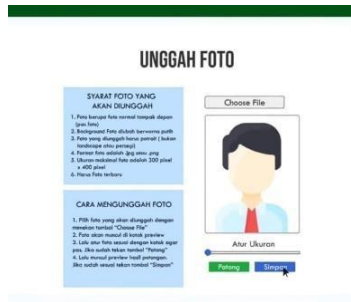 UNGGAH FOTO
SYARAT FOTO YANG
AKAN DIUNGGAH
1. Foto berupa foto normal tampak depan
(pas foto)
2. Background Foto diubah berwarna putih
3. Foto yang diunggah harus potrait ( bukan
landscape atau persegi)
4. Format foto adalah .jpg atau .png
5. Ukuran maksimal foto adalah 300 pixel
x 400 pixel
6. Harus Foto terbaru
CARA MENGUNGGAH FOTO
1. Pilih foto yang akan diunggah dengan
menekan tombol "Choose File"
2. Foto akan muncul di kotak preview
3. Lalu atur foto sesuai dengan kotak agar
pas. Jika sudah tekan tombol "Potong"
4. Lalu muncul preview hasil potongan.
Jika sudah sesuai tekan tombol "Simpan"
Choose File
Atur Ukuran
Potong
Simpan